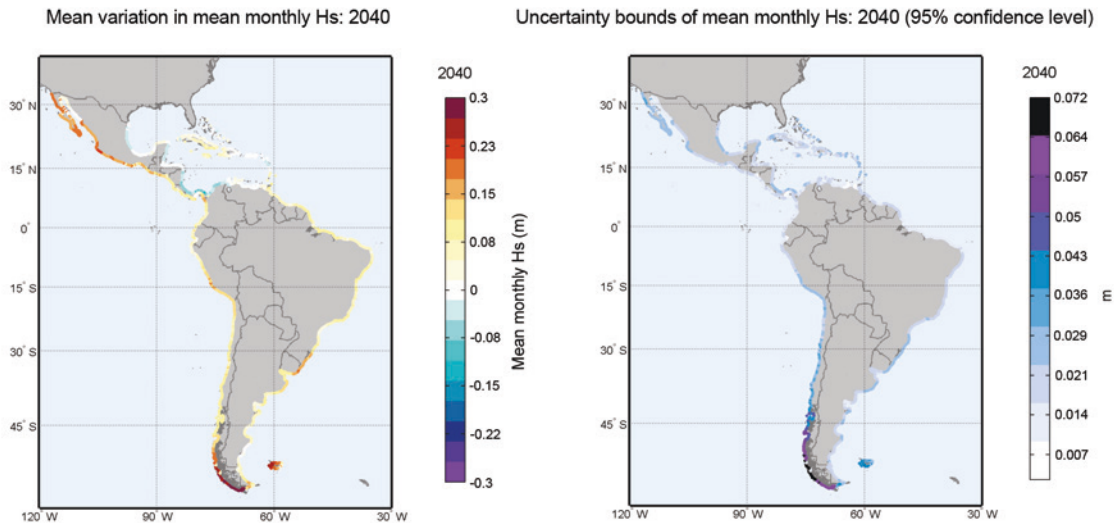 Mean variation in mean monthly Hs: 2040
Uncertainty bounds of mean monthly Hs: 2040 (95% confidence level)
30° N
15° N
0°
15° S
30° S
45° S
120° W
90° W
60° W
30 W
2040
0.3
0.23
0.15
0.08
0
-0.08
-0.15
-0.22
-0.3
Mean monthly Hs (m)
30° N
15° N
0°
15° S
30° S
45° S
120° W
90° W
60° W
30 W
2040
0.072
0.064
0.057
0.05
0.043
0.036
0.029
0.021
0.014
0.007
m